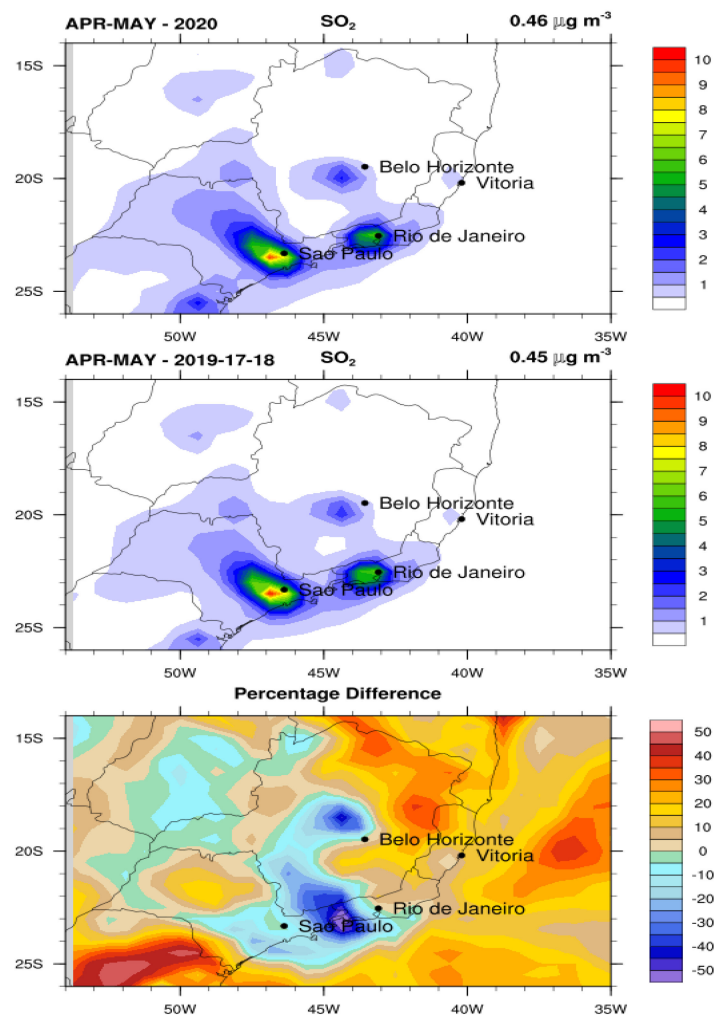 APR-MAY - 2020 SO₂ 0.46 µg m⁻³
15S
20S
25S
Belo Horizonte
Vitoria
Rio de Janeiro
Sao Paulo
50W 45W 40W 35W
10
9
8
7
6
5
4
3
2
1
APR-MAY - 2019-17-18 SO₂ 0.45 µg m⁻³
15S
20S
25S
Belo Horizonte
Vitoria
Rio de Janeiro
Sao Paulo
50W 45W 40W 35W
10
9
8
7
6
5
4
3
2
1
Percentage Difference
15S
20S
25S
Belo Horizonte
Vitoria
Rio de Janeiro
Sao Paulo
50W 45W 40W 35W
50
40
30
20
10
0
-5
-10
-20
-30
-40
-50